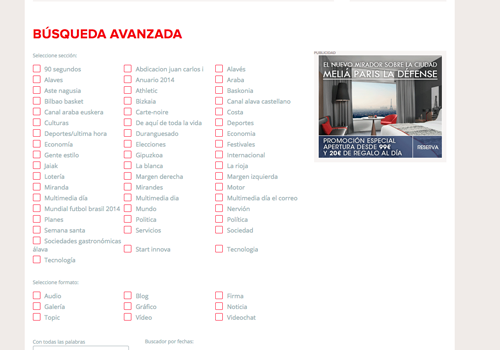 BÚSQUEDA AVANZADA
Seleccione sección:
90 segundos
Abdicacion juan carlos i
Alavés
Alaves
Anuario 2014
Araba
Aste nagusia
Athletic
Baskonia
Bilbao basket
Bizkaia
Canal alava castellano
Canal araba euskera
Carte-noire
Costa
Culturas
De aquí de toda la vida
Deportes
Deportes/ultima hora
Duranguesado
Economia
Economía
Elecciones
Festivales
Gente estilo
Gipuzkoa
Internacional
Jaiak
La blanca
La rioja
Lotería
Margen derecha
Margen izquierda
Miranda
Mirandes
Motor
Multimedia día
Multimedia dia
Multimedia día el correo
Mundial futbol brasil 2014
Mundo
Nervión
Planes
Politica
Política
Semana santa
Servicios
Sociedad
Sociedades gastronómicas
álava
Start innova
Tecnologia
Tecnología
PUBLICIDAD
EL NUEVO MIRADOR SOBRE LA CIUDAD
MELIÃ PARIS LA DÉFENSE
PROMOCIÓN ESPECIAL
APERTURA DESDE 99€
Y 20€ DE REGALO AL DÍA
RESERVA
Seleccione formato:
Audio
Blog
Firma
Galería
Gráfico
Noticia
Topic
Vídeo
Videochat
Con todas las palabras
Buscador por fechas: